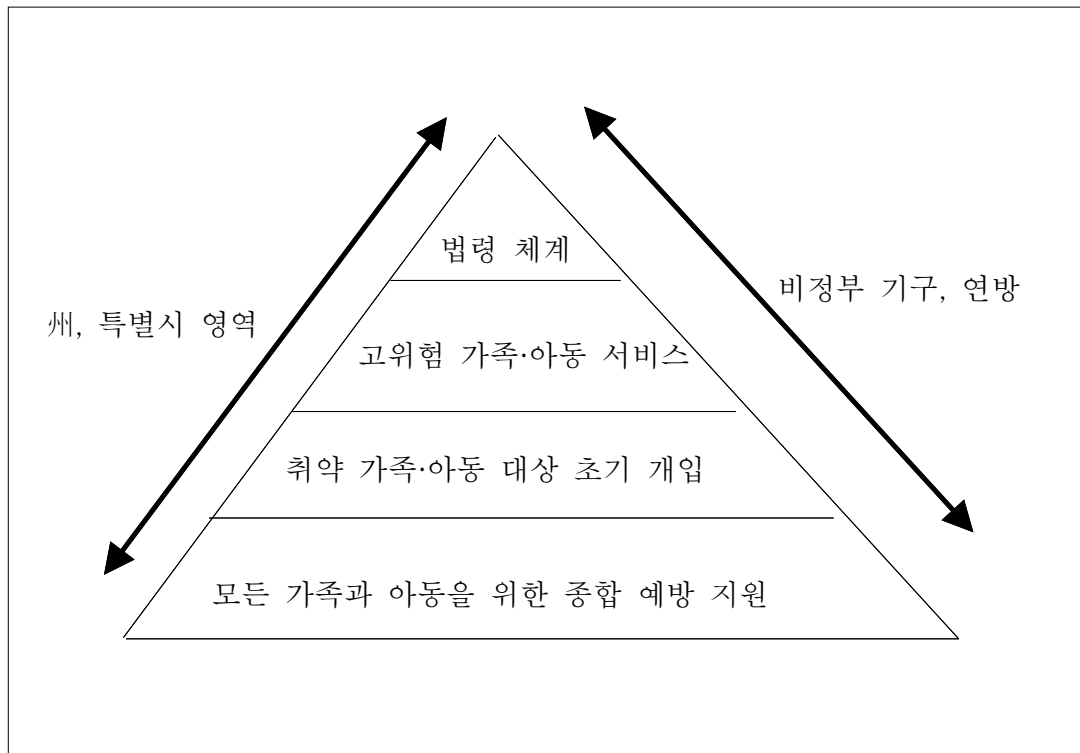 법령 체계
비정부 기구, 연방
州, 특별시 영역
고위험 가족·아동 서비스
취약 가족·아동 대상 초기 개입
모든 가족과 아동을 위한 종합 예방 지원